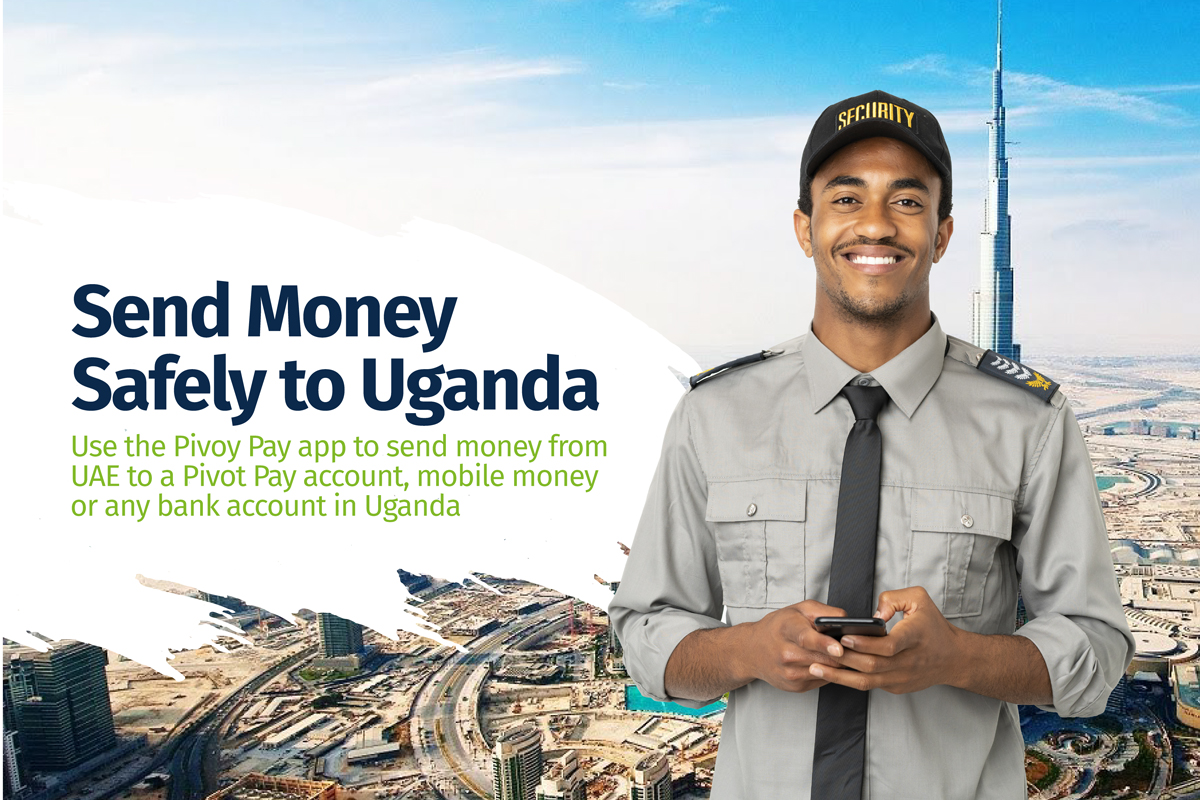 SECURITY
Send Money
Safely to Uganda
Use the Pivoy Pay app to send money from
UAE to a Pivot Pay account, mobile money
or any bank account in Uganda